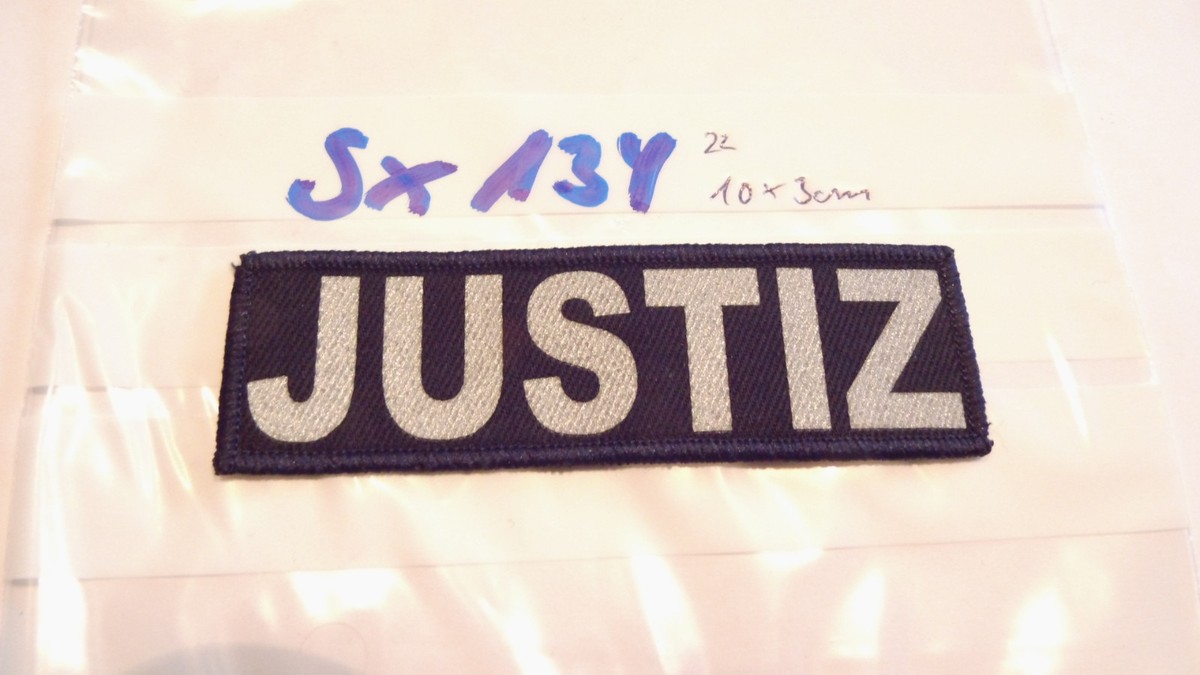 Sx 134
22
10 x 3cm
JUSTIZ